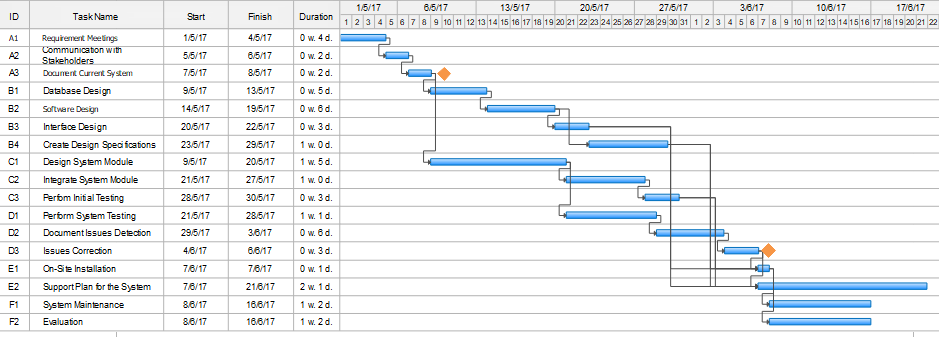 ID Task Name Start Finish Duration 1/5/17 6/5/17 13/5/17 20/5/17 27/5/17 3/6/17 10/6/17 17/6/17
1 2 3 4 5 6 7 8 9 10 11 12 13 14 15 16 17 18 19 20 21 22 23 24 25 26 27 28 29 30 31 1 2 3 4 5 6 7 8 9 10 11 12 13 14 15 16 17 18 19 20 21 22
A1 Requirement Meetings 1/5/17 4/5/17 0 w. 4 d.
A2 Communication with Stakeholders 5/5/17 6/5/17 0 w. 2 d.
A3 Document Current System 7/5/17 8/5/17 0 w. 2 d.
B1 Database Design 9/5/17 13/5/17 0 w. 5 d.
B2 Software Design 14/5/17 19/5/17 0 w. 6 d.
B3 Interface Design 20/5/17 22/5/17 0 w. 3 d.
B4 Create Design Specifications 23/5/17 29/5/17 1 w. 0 d.
C1 Design System Module 9/5/17 20/5/17 1 w. 5 d.
C2 Integrate System Module 21/5/17 27/5/17 1 w. 0 d.
C3 Perfom Initial Testing 28/5/17 30/5/17 0 w. 3 d.
D1 Perform System Testing 21/5/17 28/5/17 1 w. 1 d.
D2 Document Issues Detection 29/5/17 3/6/17 0 w. 6 d.
D3 Issues Correction 4/6/17 6/6/17 0 w. 3 d.
E1 On-Site Installation 7/6/17 7/6/17 0 w. 1 d.
E2 Support Plan for the System 7/6/17 21/6/17 2 w. 1 d.
F1 System Maintenance 8/6/17 16/6/17 1 w. 2 d.
F2 Evaluation 8/6/17 16/6/17 1 w. 2 d.